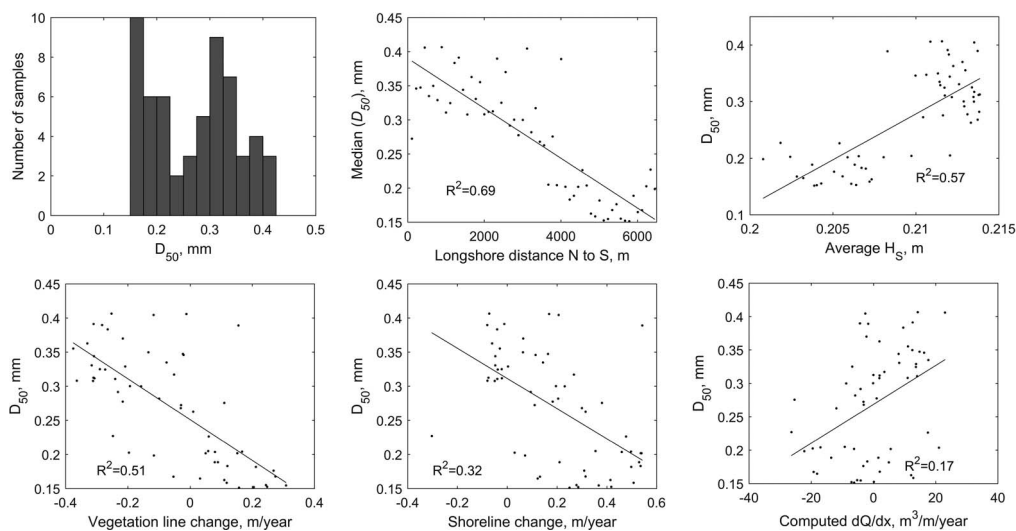 10
8
6
4
2
0
0 0.1 0.2 0.3 0.4 0.5
Number of samples
D50, mm
0.45
0.4
0.35
0.3
0.25
0.2
0.15
0 2000 4000 6000
Median (D50), mm
R2=0.69
Longshore distance N to S, m
0.5
0.4
0.3
0.2
0.1
0.2 0.205 0.21 0.215
D50, mm
R2=0.57
Average HS, m
0.45
0.4
0.35
0.3
0.25
0.2
0.15
-0.4 -0.2 0 0.2 0.4
D50, mm
R2=0.51
Vegetation line change, m/year
0.45
0.4
0.35
0.3
0.25
0.2
0.15
-0.4 -0.2 0 0.2 0.4 0.6
D50, mm
R2=0.32
Shoreline change, m/year
0.45
0.4
0.35
0.3
0.25
0.2
0.15
-40 -20 0 20 40
D50, mm
R2=0.17
Computed dQ/dx, m3/m/year